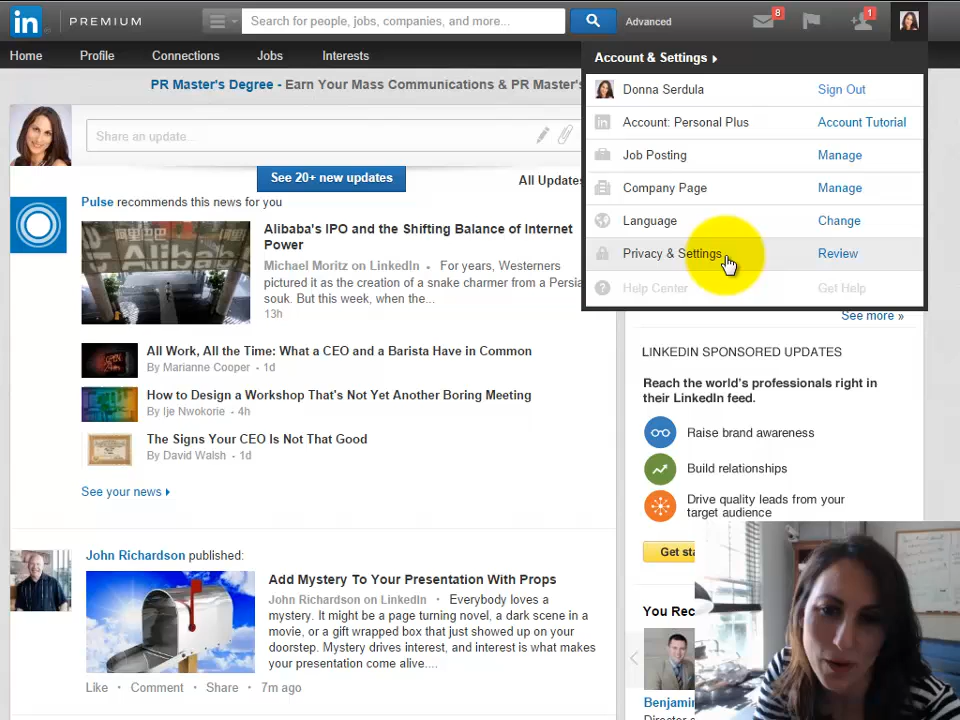 in
PREMIUM
Search for people, jobs, companies, and more...
Advanced
8
1
Home Profile Connections Jobs Interests
Account & Settings
Donna Serdula Sign Out
Account: Personal Plus Account Tutorial
Job Posting Manage
Company Page Manage
Language Change
Privacy & Settings Review
Help Center Get Help
PR Master's Degree - Earn Your Mass Communications & PR Master's
Share an update...
See 20+ new updates
All Updates
Pulse recommends this news for you
Alibaba's IPO and the Shifting Balance of Internet
Power
Michael Moritz on LinkedIn • For years, Westerners
pictured it as the creation of a snake charmer from a Persia
souk. But this week, when the...
13h
All Work, All the Time: What a CEO and a Barista Have in Common
By Marianne Cooper • 1d
How to Design a Workshop That's Not Yet Another Boring Meeting
By Ije Nwokorie • 4h
The Signs Your CEO Is Not That Good
By David Walsh • 1d
See your news
John Richardson published:
Add Mystery To Your Presentation With Props
John Richardson on LinkedIn • Everybody loves a
mystery. It might be a page turning novel, a dark scene in a
movie, or a gift wrapped box that just showed up on your
doorstep. Mystery drives interest, and interest is what makes
your presentation come alive....
Like • Comment • Share • 7m ago
See more »
LINKEDIN SPONSORED UPDATES
Reach the world's professionals right in
their LinkedIn feed.
Raise brand awareness
Build relationships
Drive quality leads from your
target audience
Get sta
You Rec
Benjamin
Director